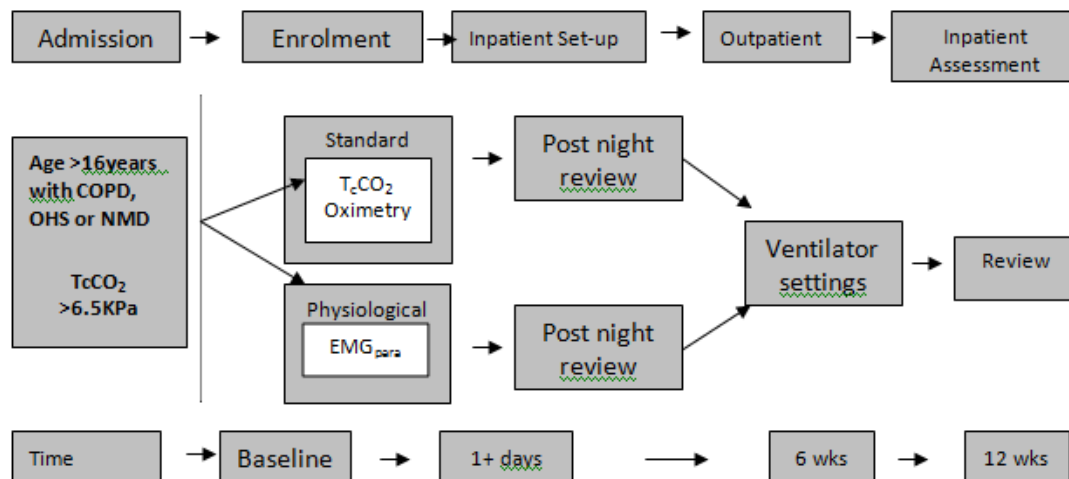 Admission
Enrolment
Inpatient Set-up
Outpatient
Inpatient
Assessment
Age >16years
with COPD,
OHS or NMD
TcCO₂
>6.5KPa
Standard
TcCO₂
Oximetry
Post night
review
Physiological
EMGpara
Post night
review
Ventilator
settings
Review
Time
Baseline
1+ days
6 wks
12 wks